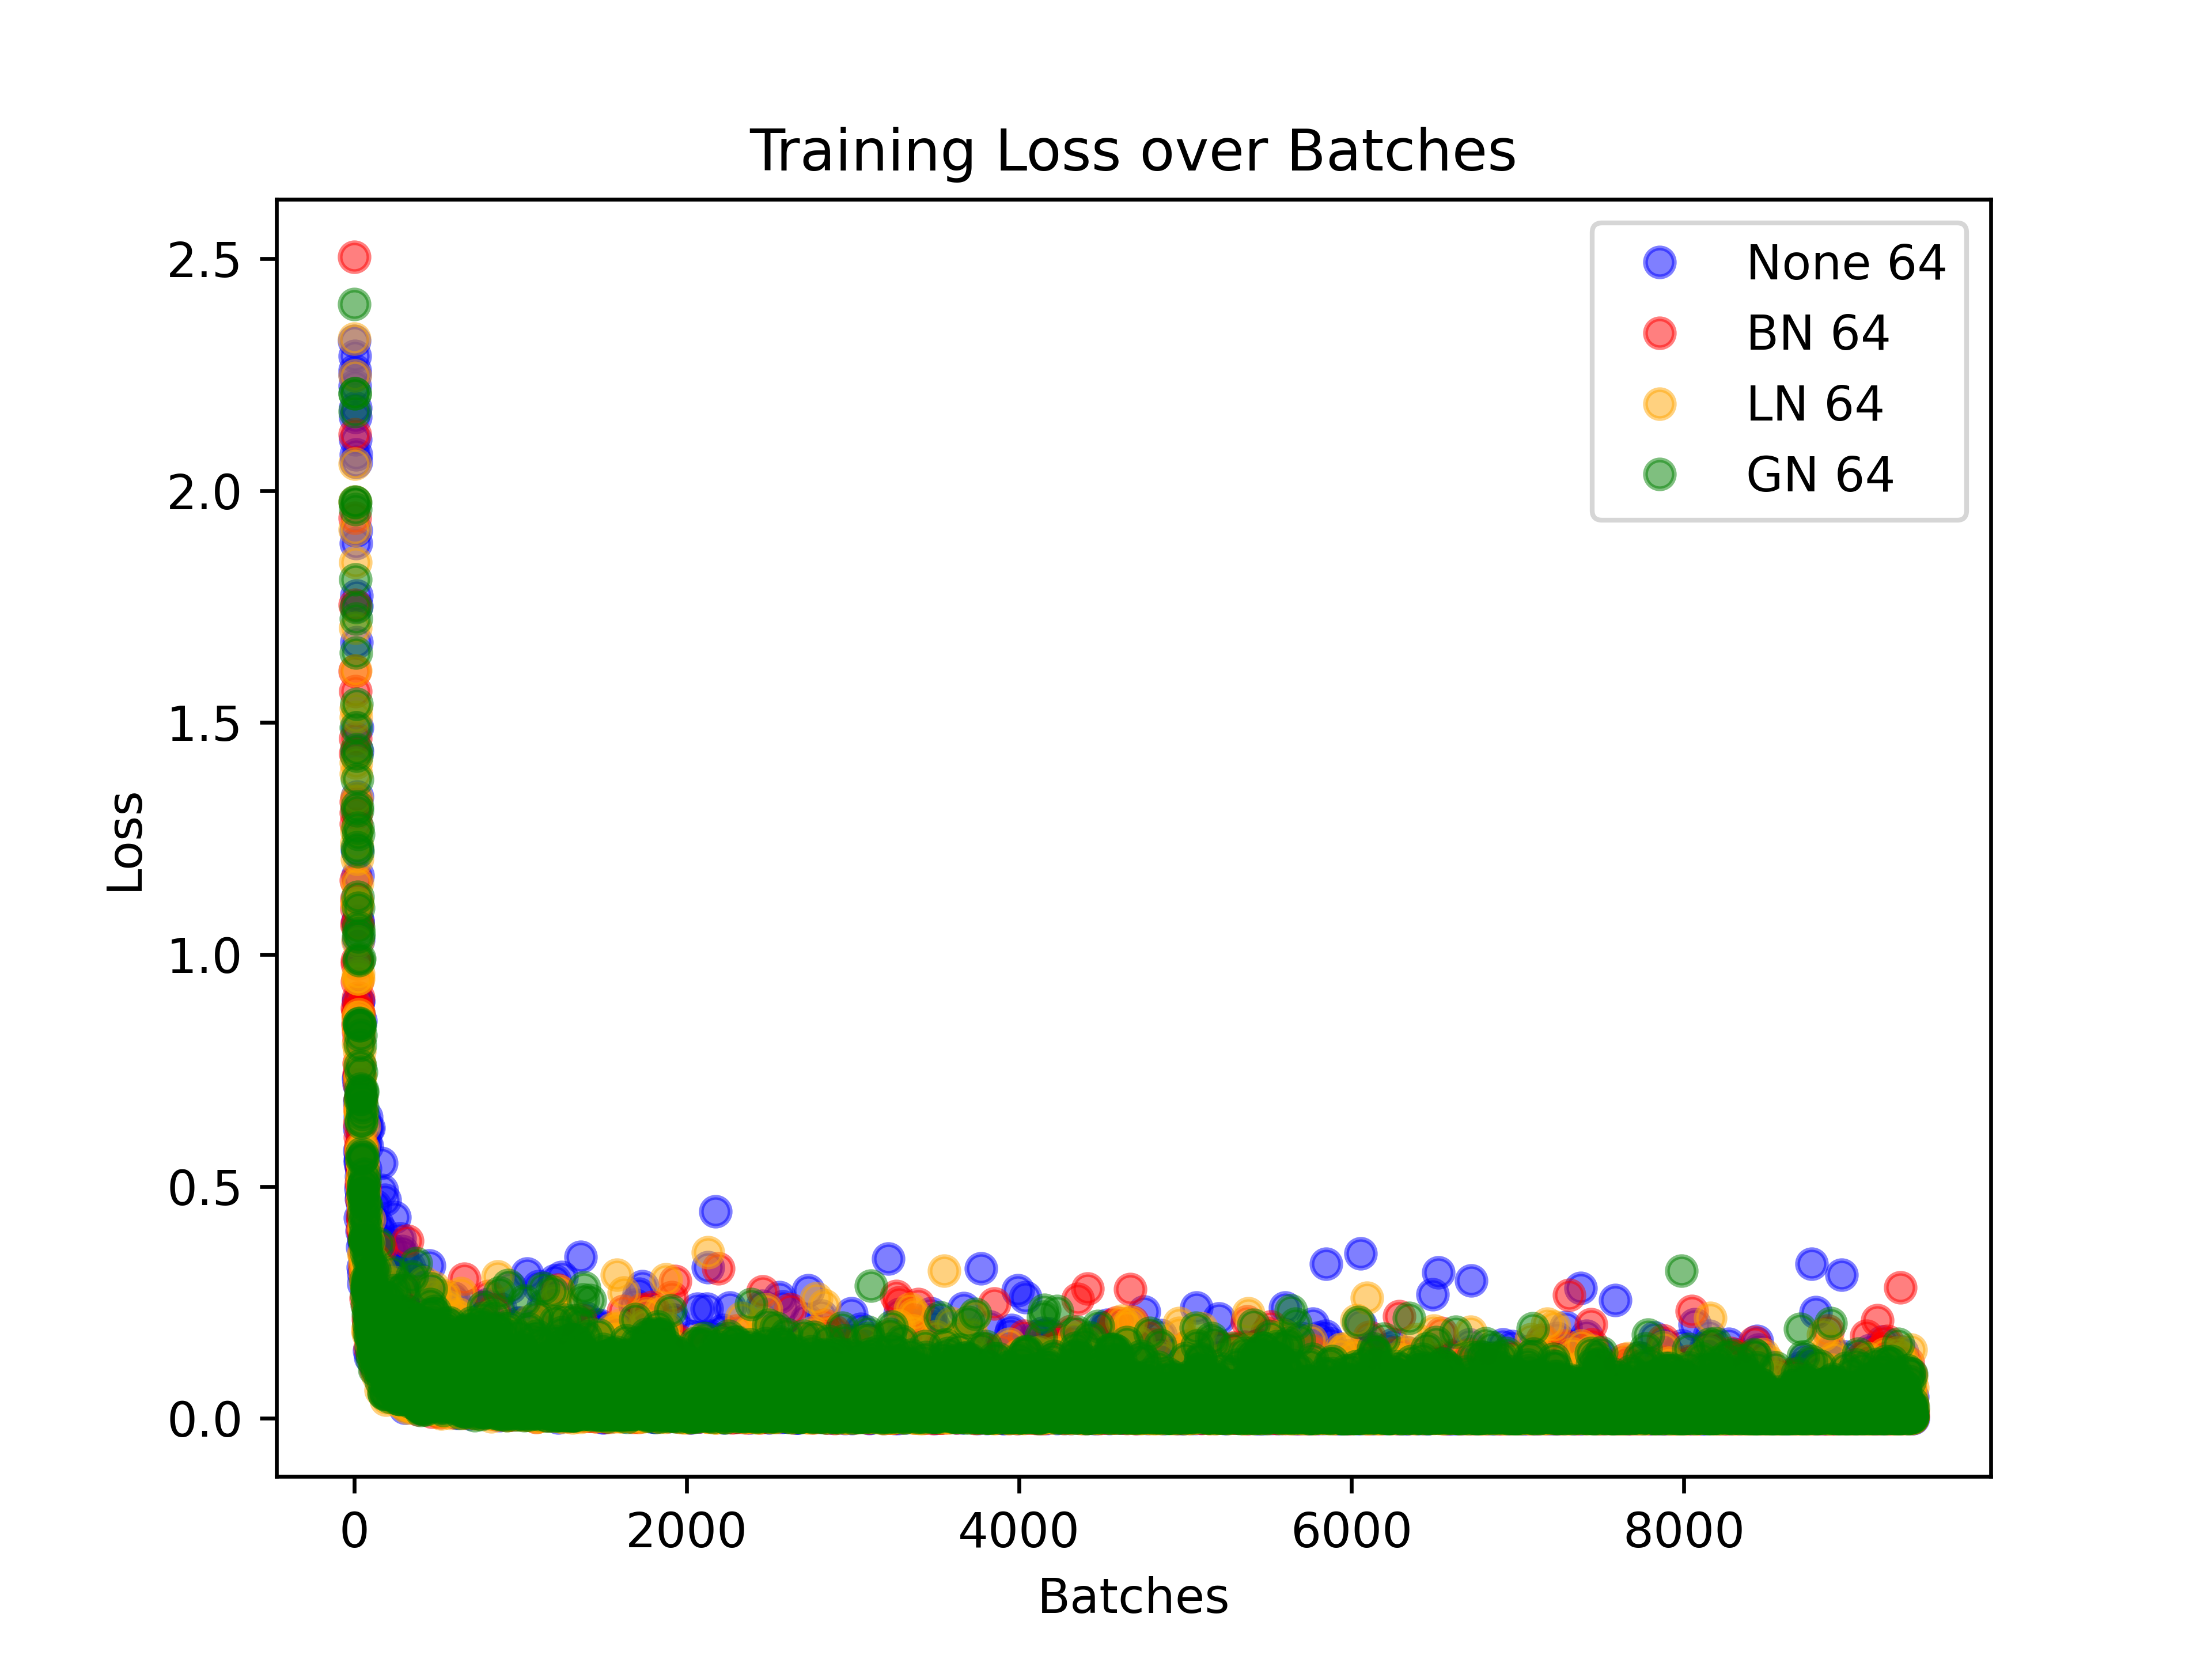 Training Loss over Batches
None 64
BN 64
LN 64
GN 64
2.5
2.0
1.5
1.0
0.5
0.0
Loss
0 2000 4000 6000 8000
Batches